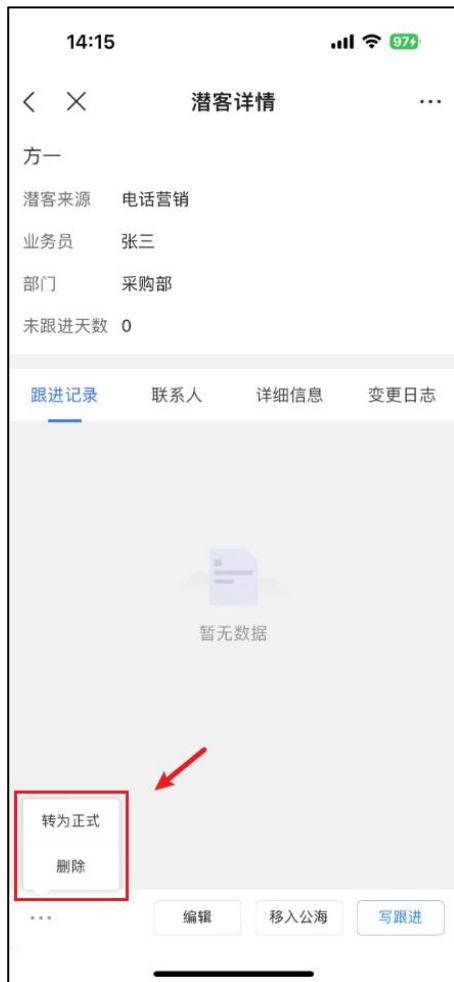 14:15 97
潜客详情
方一
潜客来源 电话营销
业务员 张三
部门 采购部
未跟进天数 0
跟进记录 联系人 详细信息 变更日志
暂无数据
转为正式
删除
编辑 移入公海 写跟进